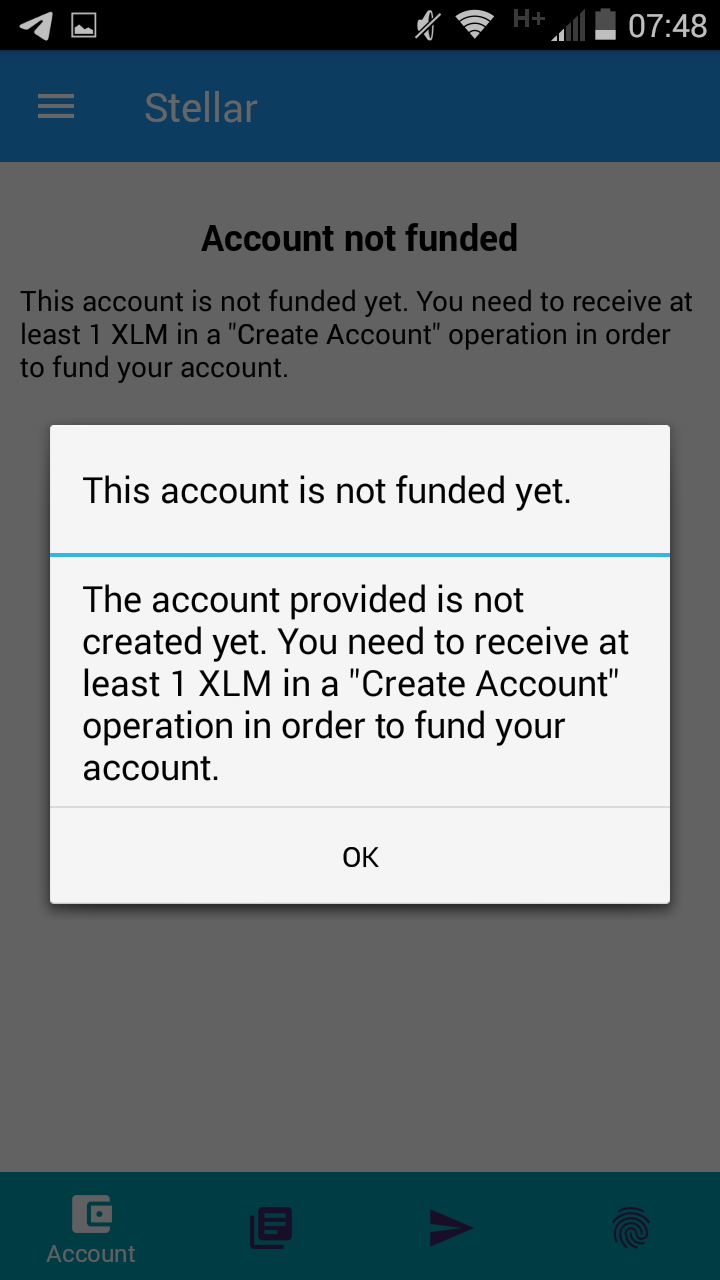 H+ 07:48
Stellar
Account not funded
This account is not funded yet. You need to receive at
least 1 XLM in a "Create Account" operation in order
to fund your account.
This account is not funded yet.
The account provided is not
created yet. You need to receive at
least 1 XLM in a "Create Account"
operation in order to fund your
account.
OK
Account